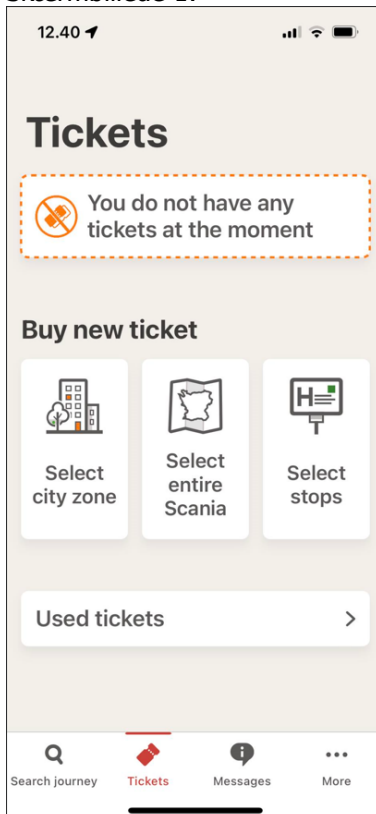 12.40
Tickets
You do not have any
tickets at the moment
Buy new ticket
Select
city zone
Select
entire
Scania
H
Select
stops
Used tickets
Search journey
Tickets
Messages
More